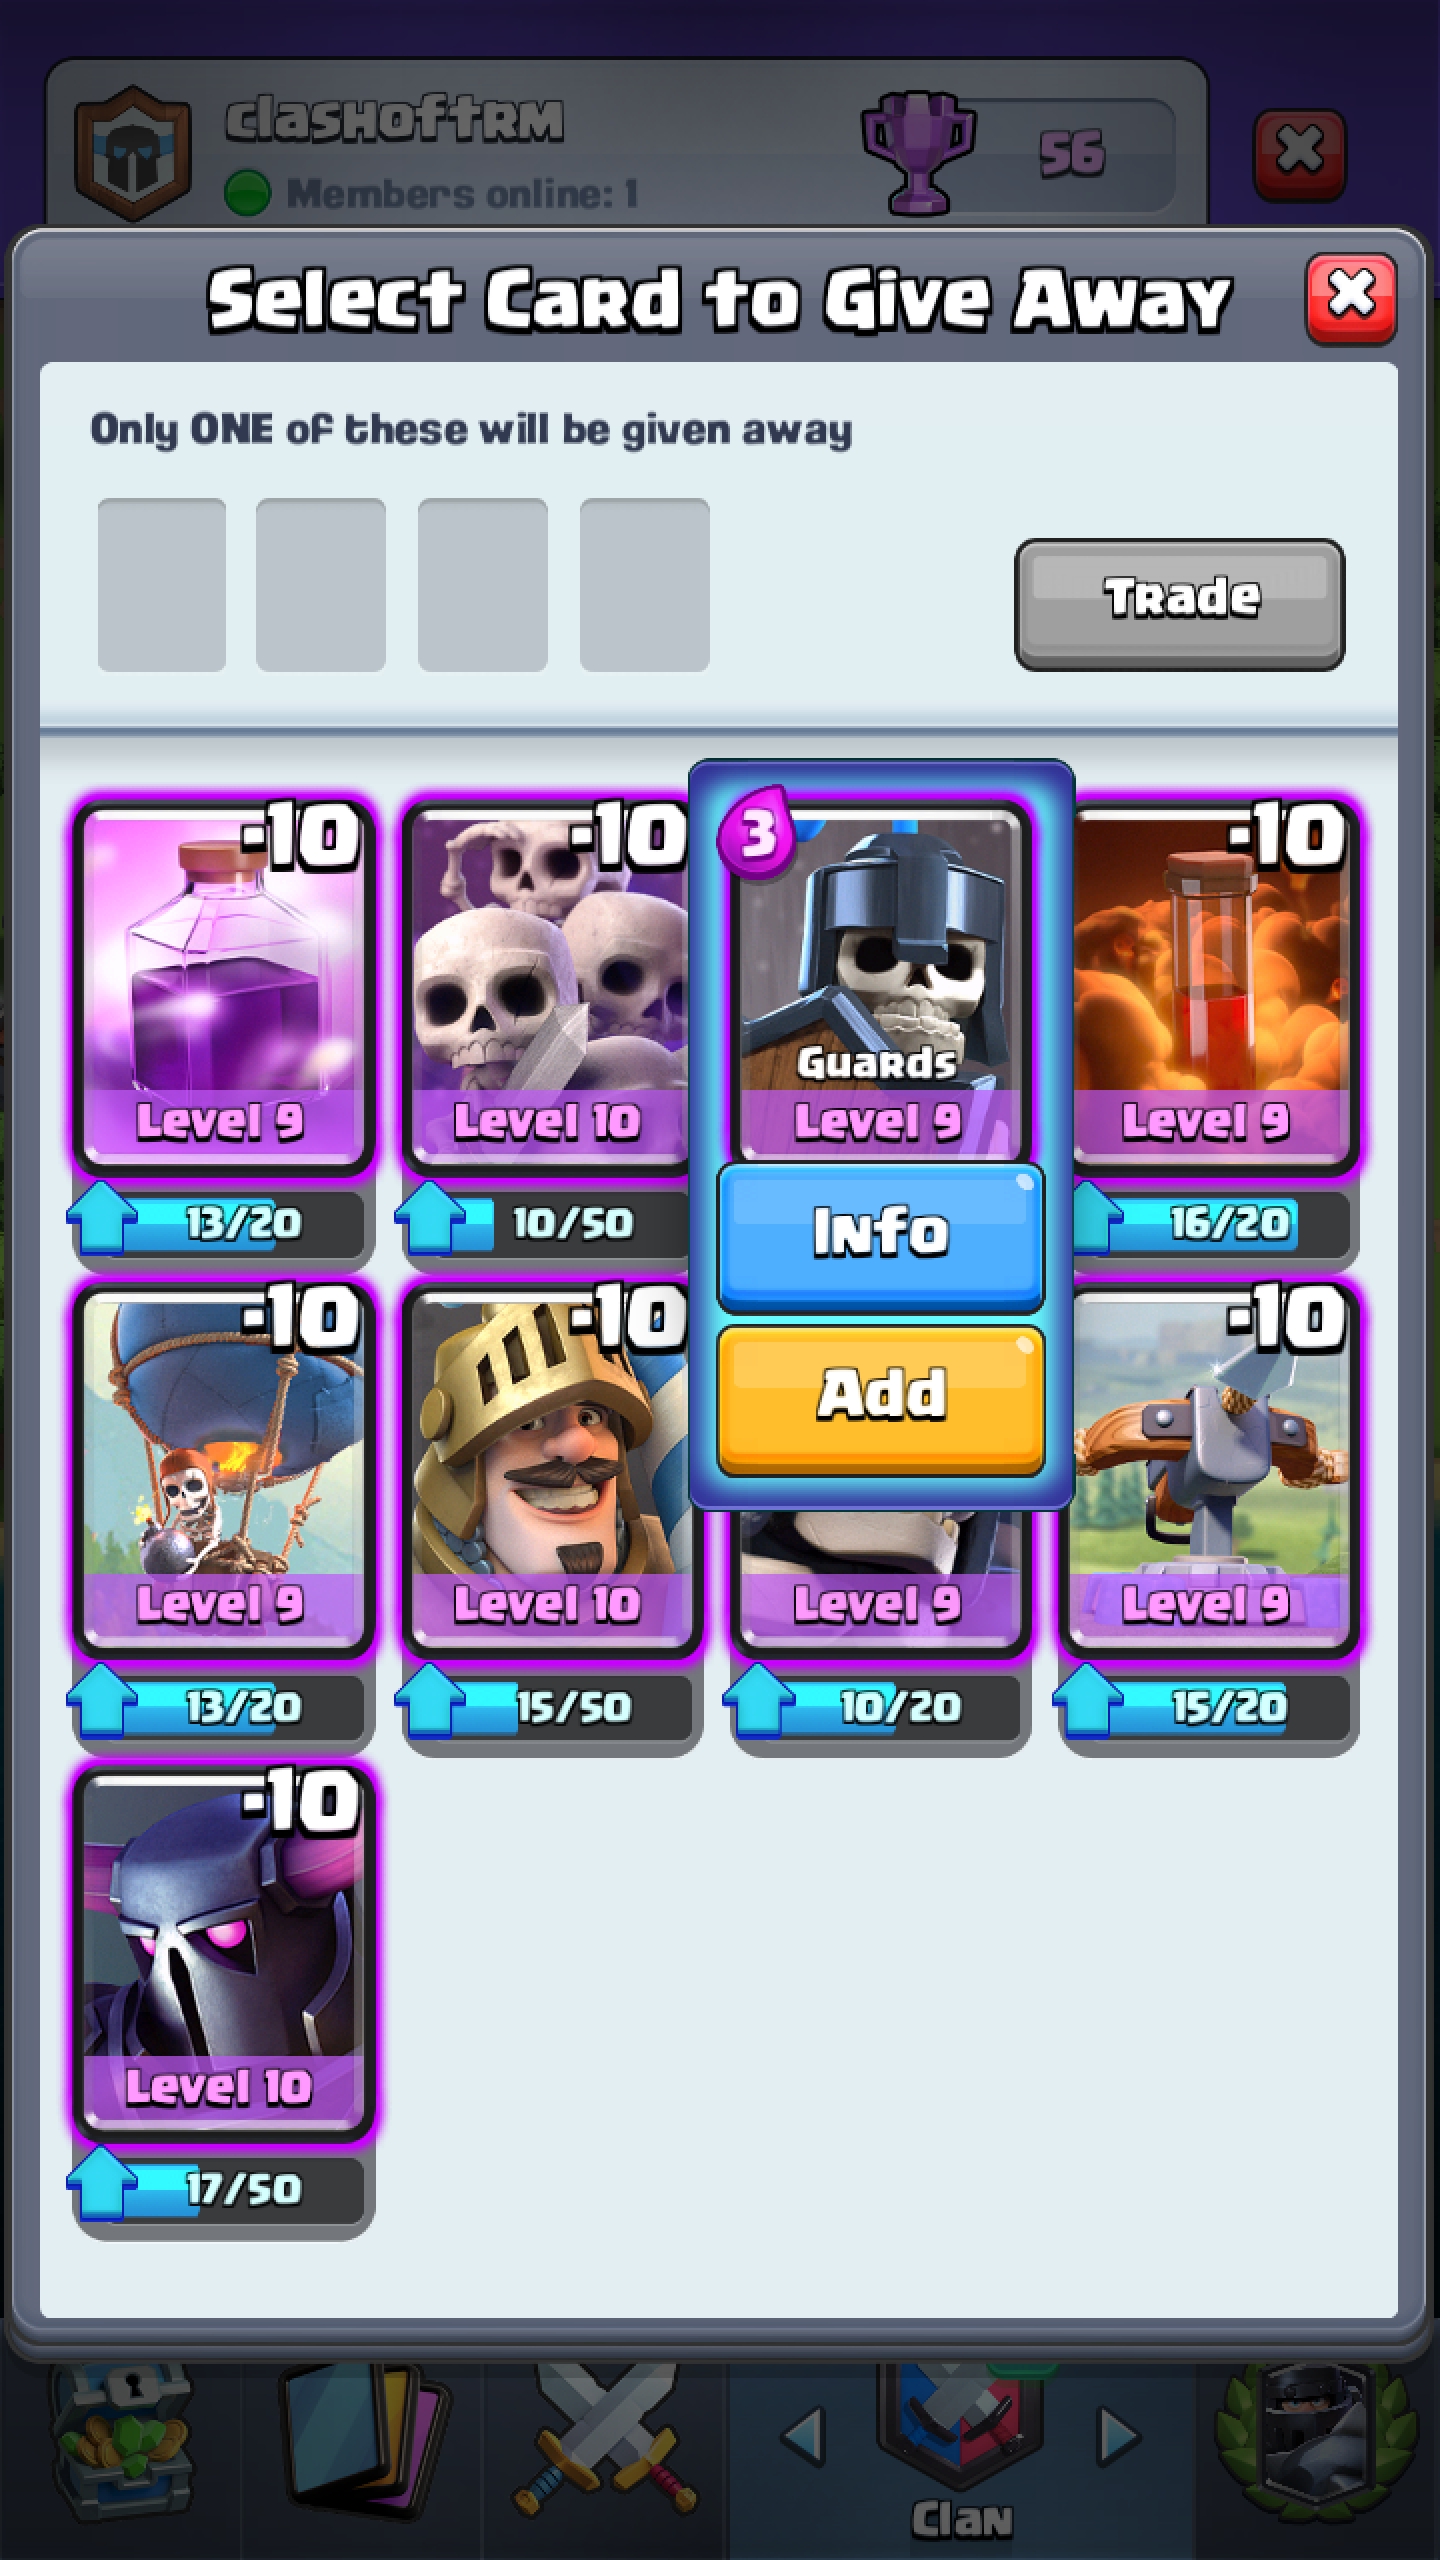 clasHoftRM
56
Members online: 1
Select Card to Give Away
Only ONE of these will be given away
Trade
-10
-10
3
-10
Guards
Level 9
Level 10
Level 9
Level 9
13/20
10/50
Info
16/20
-10
-10
Add
-10
Level 9
Level 10
Level 9
Level 9
13/20
15/50
10/20
15/20
-10
Level 10
17/50
Clan